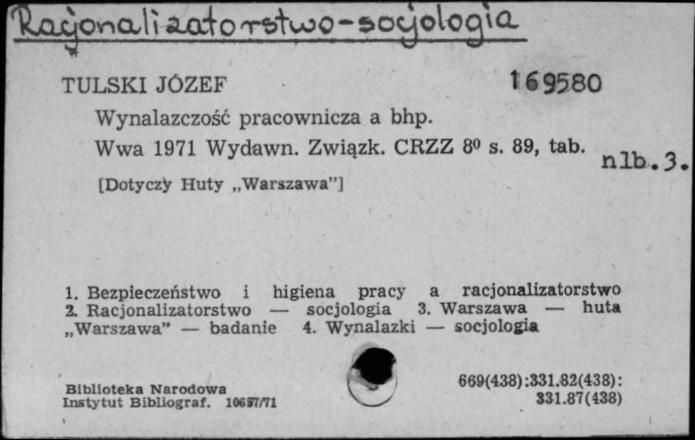 Racjonalizatorstwo-socjologia
TULSKI JÓZEF 169580
Wynalazczość pracownicza a bhp.
Wwa 1971 Wydawn. Związk. CRZZ 8⁰ s. 89, tab. nlb.3.
[Dotyczy Huty „Warszawa”]
1. Bezpieczeństwo i higiena pracy a racjonalizatorstwo
2. Racjonalizatorstwo — socjologia 3. Warszawa — huta
„Warszawa” — badanie 4. Wynalazki — socjologia
Biblioteka Narodowa 669(438):331.82(438):
Instytut Bibliograf. 10657/71 331.87(438)